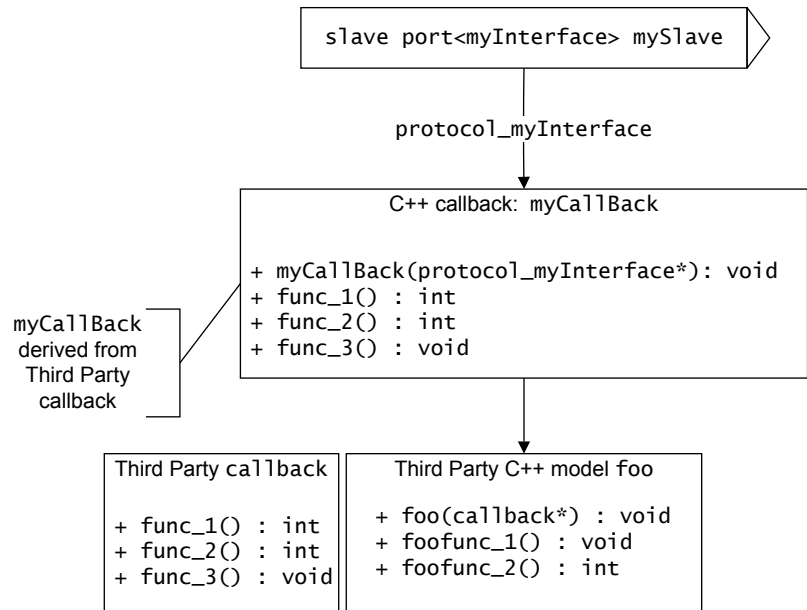 slave port<myInterface> mySlave
protocol_myInterface
C++ callback: myCallBack
+ myCallBack(protocol_myInterface*): void
+ func_1() : int
+ func_2() : int
+ func_3() : void
myCallBack
derived from
Third Party
callback
Third Party callback
+ func_1() : int
+ func_2() : int
+ func_3() : void
Third Party C++ model foo
+ foo(callback*) : void
+ foofunc_1() : void
+ foofunc_2() : int